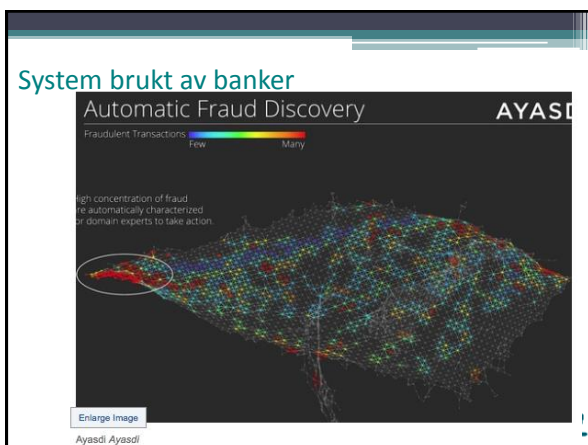 System brukt av banker
Automatic Fraud Discovery
AYASD
Fraudulent Transactions
Few Many
High concentration of fraud
re automatically characterized
or domain experts to take action.
Enlarge Image
Ayasdi Ayasdi